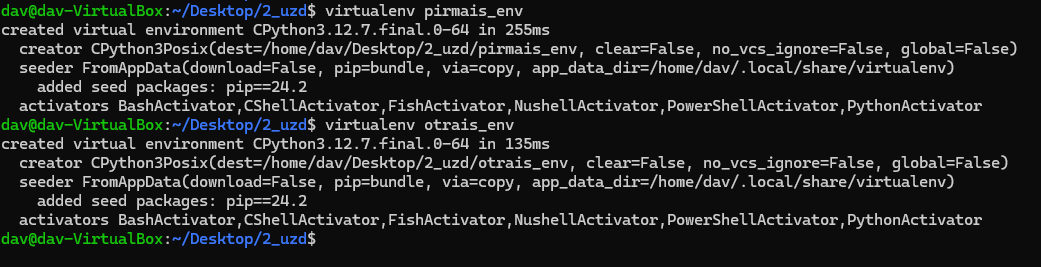 dav@dav-VirtualBox:~/Desktop/2_uzd$ virtualenv pirmais_env
created virtual environment CPython3.12.7.final.0-64 in 255ms
  creator CPython3Posix(dest=/home/dav/Desktop/2_uzd/pirmais_env, clear=False, no_vcs_ignore=False, global=False)
  seeder FromAppData(download=False, pip=bundle, via=copy, app_data_dir=/home/dav/.local/share/virtualenv)
    added seed packages: pip==24.2
  activators BashActivator,CShellActivator,FishActivator,NushellActivator,PowerShellActivator,PythonActivator
dav@dav-VirtualBox:~/Desktop/2_uzd$ virtualenv otrais_env
created virtual environment CPython3.12.7.final.0-64 in 135ms
  creator CPython3Posix(dest=/home/dav/Desktop/2_uzd/otrais_env, clear=False, no_vcs_ignore=False, global=False)
  seeder FromAppData(download=False, pip=bundle, via=copy, app_data_dir=/home/dav/.local/share/virtualenv)
    added seed packages: pip==24.2
  activators BashActivator,CShellActivator,FishActivator,NushellActivator,PowerShellActivator,PythonActivator
dav@dav-VirtualBox:~/Desktop/2_uzd$